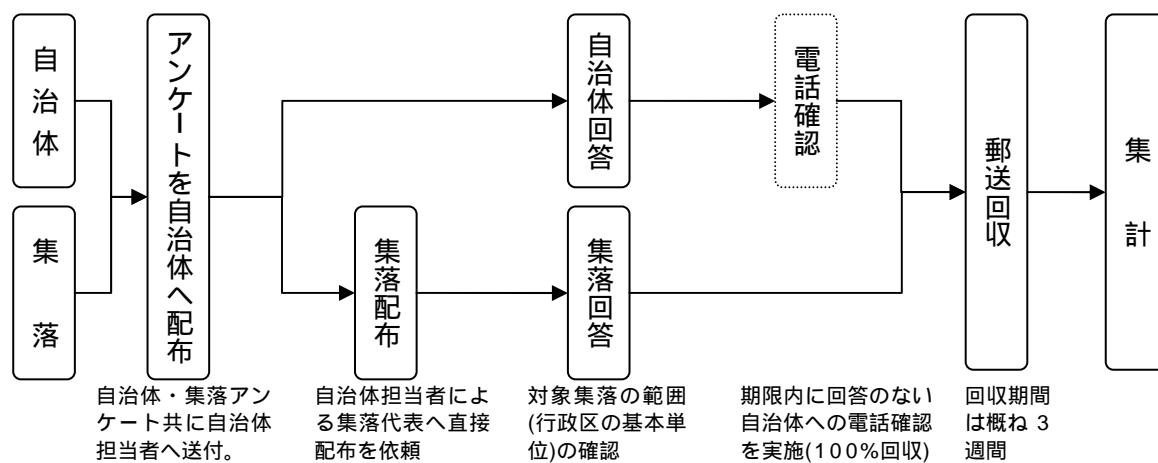 自治体
集落
アンケートを自治体へ配布
集落配布
自治体回答
集落回答
電話確認
郵送回収
集計
自治体・集落アン
ケート共に自治体
担当者へ送付。
自治体担当者によ
る集落代表へ直接
配布を依頼
対象集落の範囲
(行政区の基本単
位)の確認
期限内に回答のない
自治体への電話確認
を実施(100%回収)
回収期間
は概ね 3
週間